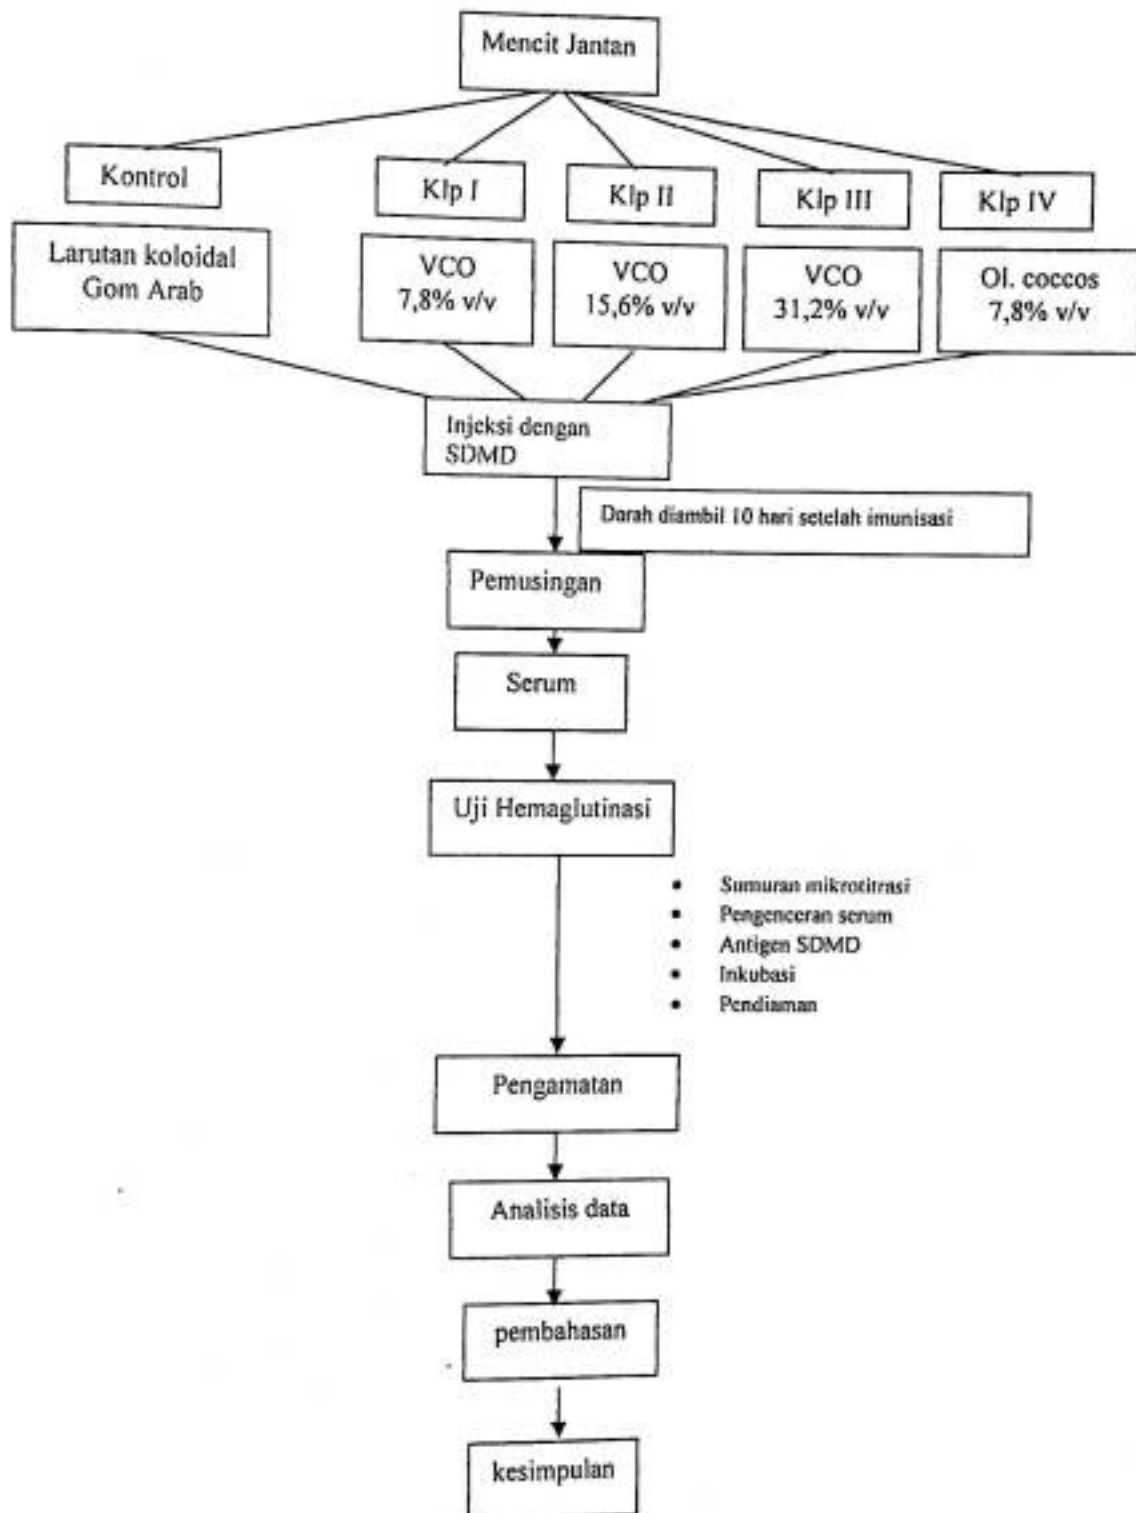 Mencit Jantan
Kontrol
Klp I
Klp II
Klp III
Klp IV
Larutan koloidal
Gom Arab
VCO
7,8% v/v
VCO
15,6% v/v
VCO
31,2% v/v
Ol. coccos
7,8% v/v
Injeksi dengan
SDMD
Darah diambil 10 hari setelah imunisasi
Pemusingan
Serum
Uji Hemaglutinasi
• Sumuran mikrotitrasi
• Pengenceran serum
• Antigen SDMD
• Inkubasi
• Pendiaman
Pengamatan
Analisis data
pembahasan
kesimpulan